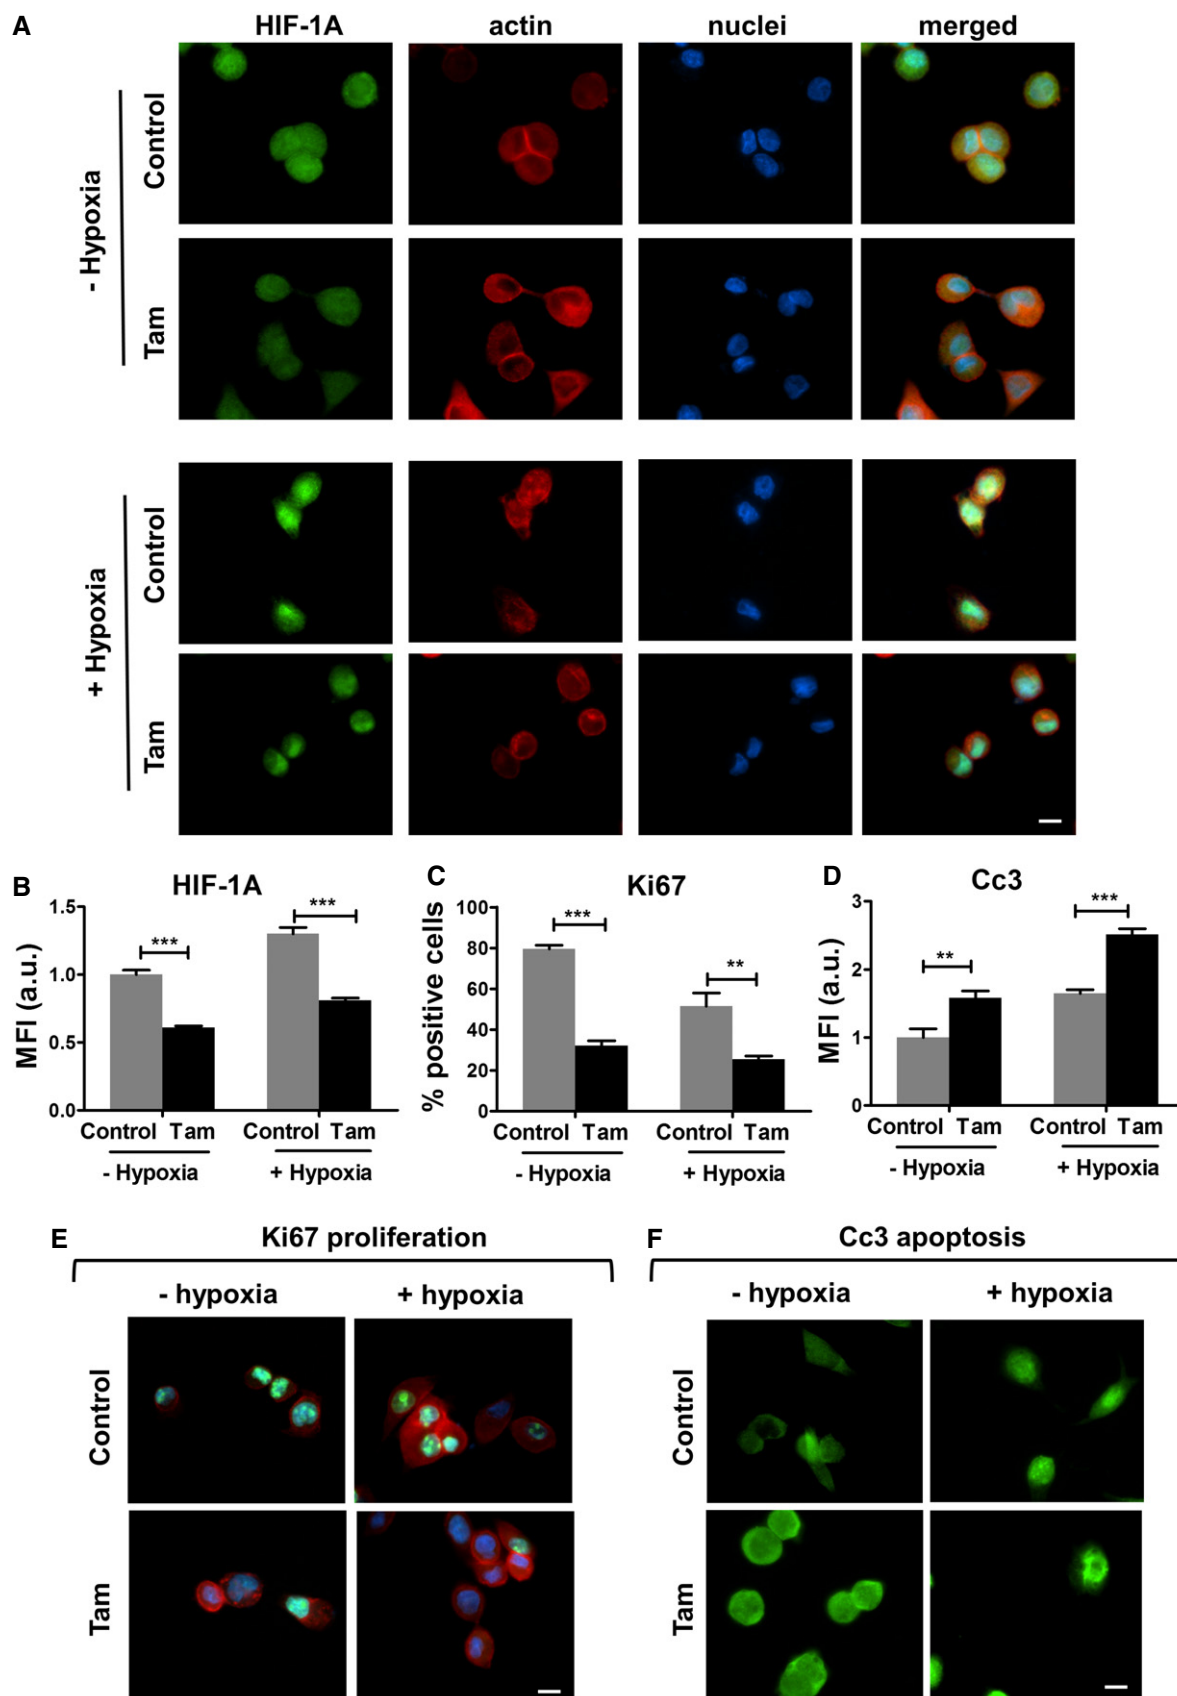 A
HIF-1A actin nuclei merged
- Hypoxia
Control
Tam
+ Hypoxia
Control
Tam
B
HIF-1A
MFI (a.u.)
1.5
1.0
0.5
0.0
***
***
Control Tam Control Tam
- Hypoxia + Hypoxia
C
Ki67
% positive cells
100
80
60
40
20
0
***
**
Control Tam Control Tam
- Hypoxia + Hypoxia
D
Cc3
MFI (a.u.)
3
2
1
0
**
***
Control Tam Control Tam
- Hypoxia + Hypoxia
E
Ki67 proliferation
- hypoxia + hypoxia
Control
Tam
F
Cc3 apoptosis
- hypoxia + hypoxia
Control
Tam